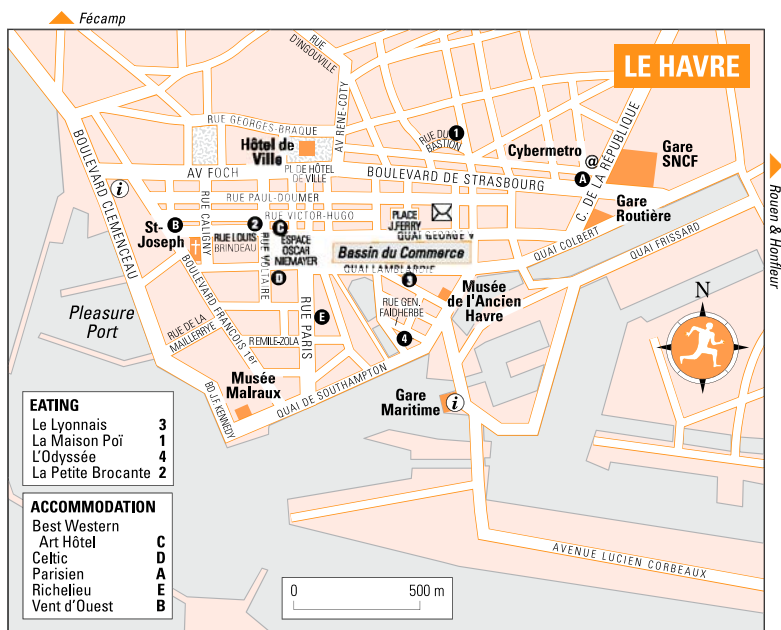 Fécamp
LE HAVRE
RUE
D'INGOUVILLE
RUE GEORGES-BRAQUE
AV RENE-COTY
RUE DU
BASTION
1
Cybermetro
@
A
C. DE LA RÉPUBLIQUE
Gare
SNCF
Hôtel de
Ville
BOULEVARD CLEMENCEAU
i
AV FOCH
PL. DE HÔTEL
DE VILLE
BOULEVARD DE STRASBOURG
Gare
Routière
Rouen & Honfleur
RUE PAUL-DOUMER
RUE VICTOR-HUGO
PLACE
J.FERRY
QUAI GEORGE V
QUAI COLBERT
QUAI FRISSARD
St-
Joseph
B
RUE CALIGNY
2
RUE LOUIS
BRINDEAU
C
RUE VOLTAIRE
ESPACE
OSCAR
NIEMAYER
Bassin du Commerce
QUAI LAMBLARDIE
D
3
Musée
de l'Ancien
Havre
N
RUE GEN.
FAIDHERBE
4
Pleasure
Port
BOULEVARD FRANCOIS 1er
RUE DE LA
MAILLERRYE
R EMILE-ZOLA
RUE PARIS
E
Musée
Malraux
BD J.F. KENNEDY
QUAI DE SOUTHAMPTON
Gare
Maritime
i
AVENUE LUCIEN CORBEAUX
EATING
Le Lyonnais 3
La Maison Poï 1
L'Odyssée 4
La Petite Brocante 2
ACCOMMODATION
Best Western
Art Hôtel C
Celtic D
Parisien A
Richelieu E
Vent d'Ouest B
0 500 m